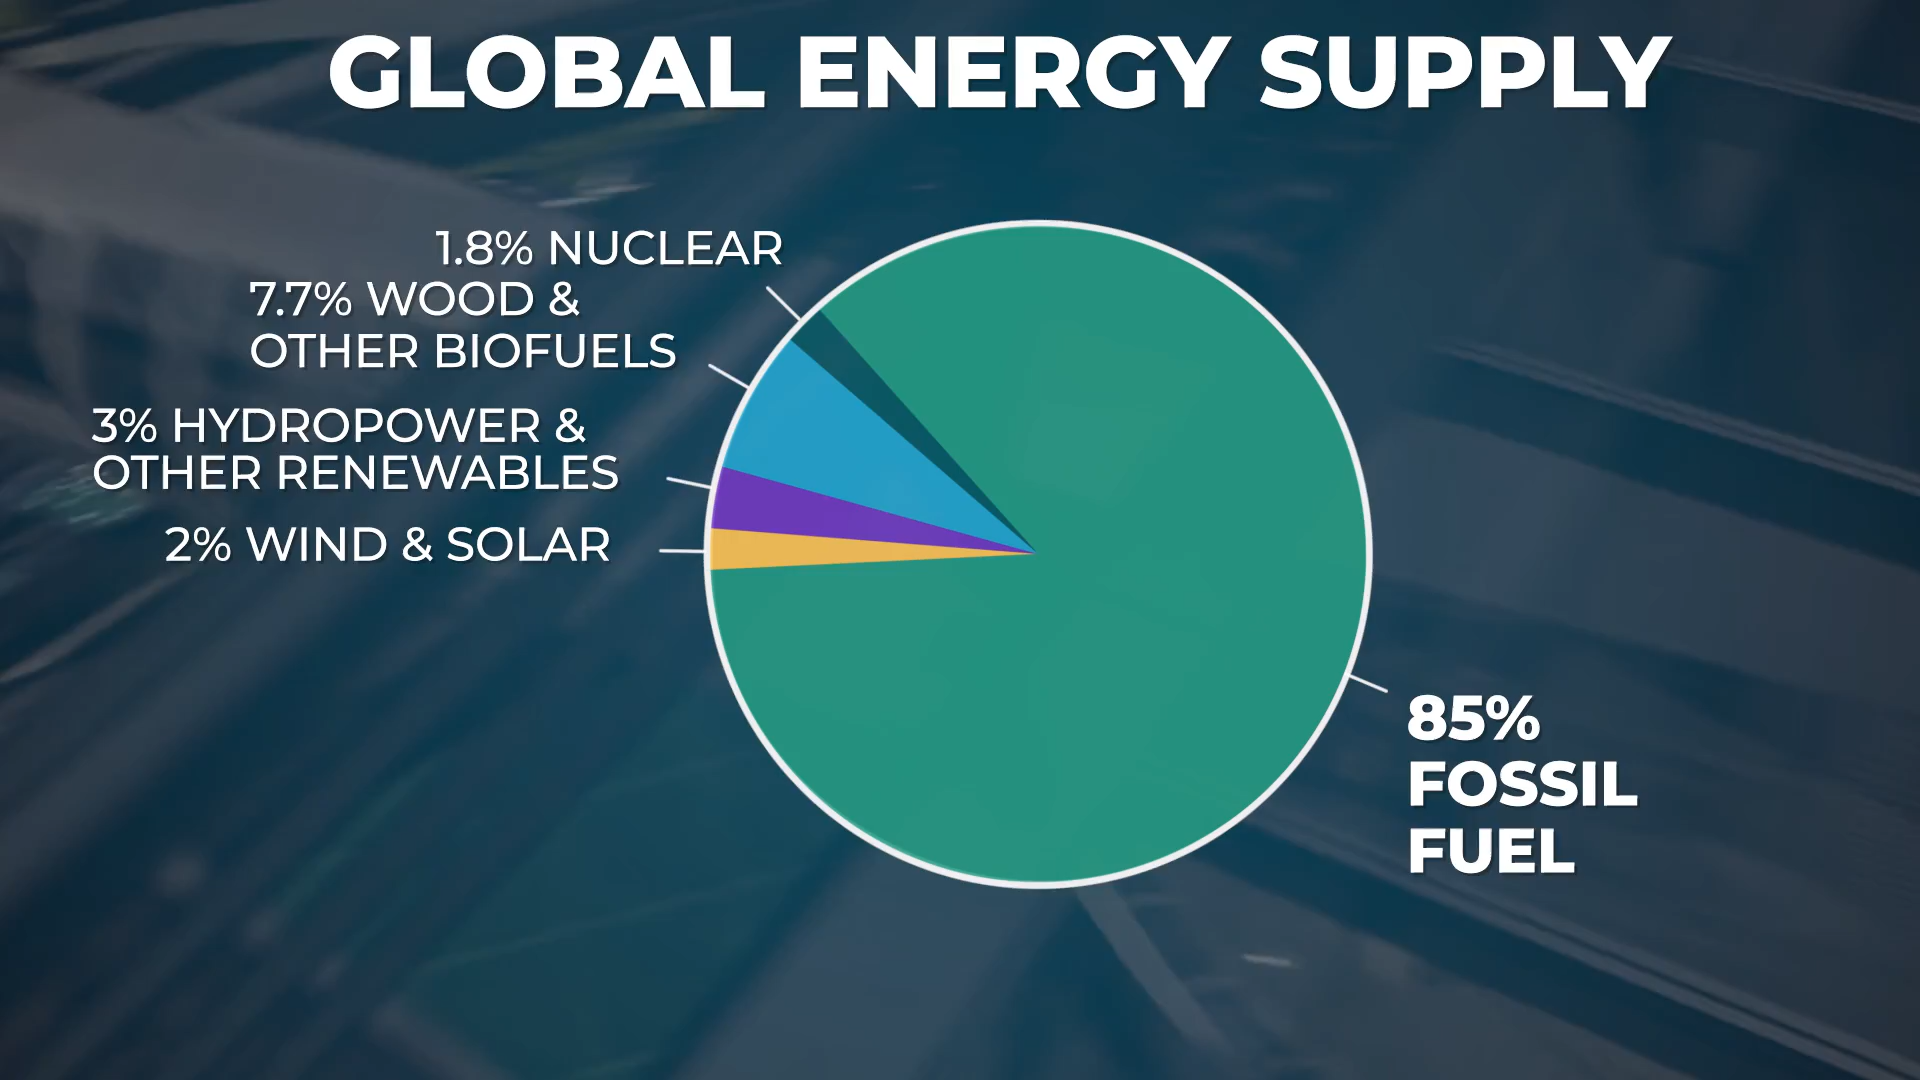 GLOBAL ENERGY SUPPLY
1.8% NUCLEAR
7.7% WOOD &
OTHER BIOFUELS
3% HYDROPOWER &
OTHER RENEWABLES
2% WIND & SOLAR
85%
FOSSIL
FUEL